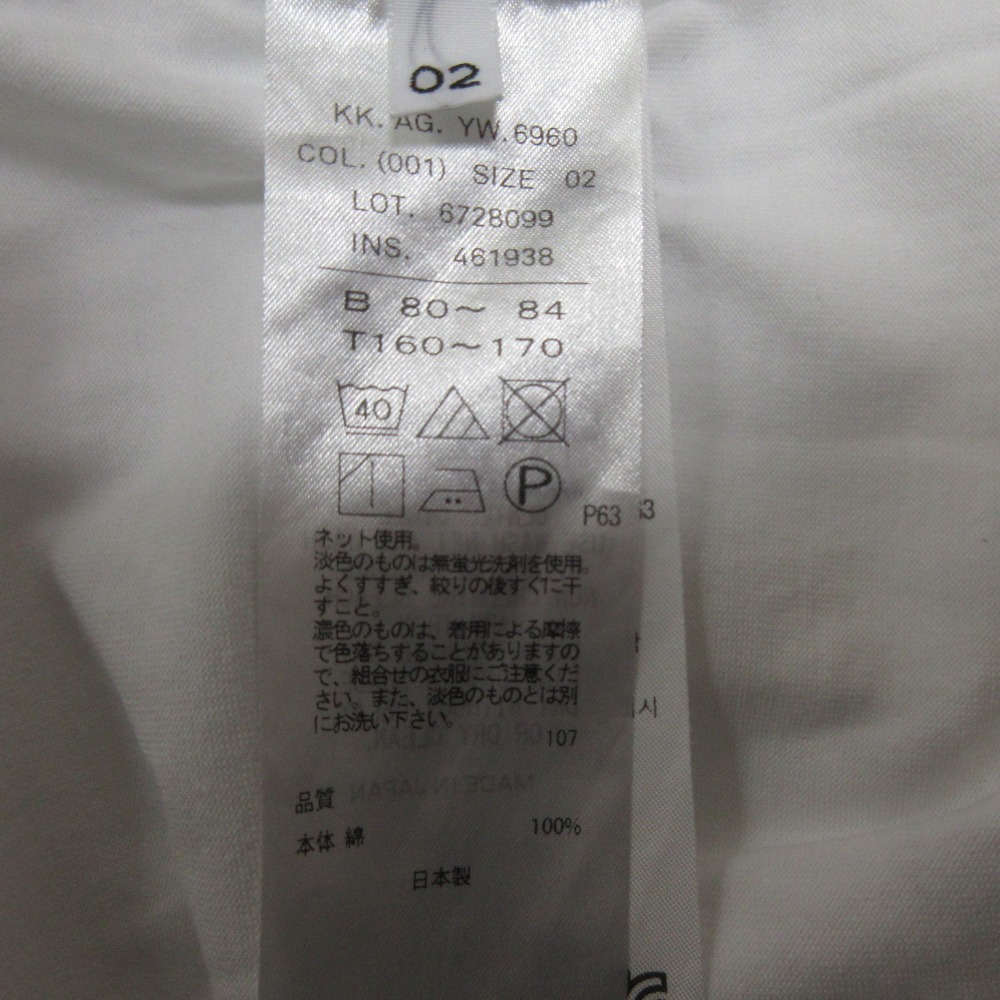 02
KK. AG. YW. 6960
COL. (001) SIZE 02
LOT. 6728099
INS. 461938
B 80～ 84
T160～170
40
P
P63
ネット使用。
淡色のものは無蛍光洗剤を使用。
よくすすぎ、絞りの後すぐに干
すこと。
濃色のものは、着用による摩擦
で色落ちすることがありますの
で、組合せの衣服にご注意くだ
さい。また、淡色のものとは別
にお洗い下さい。
107
品質
本体 綿 100%
日本製